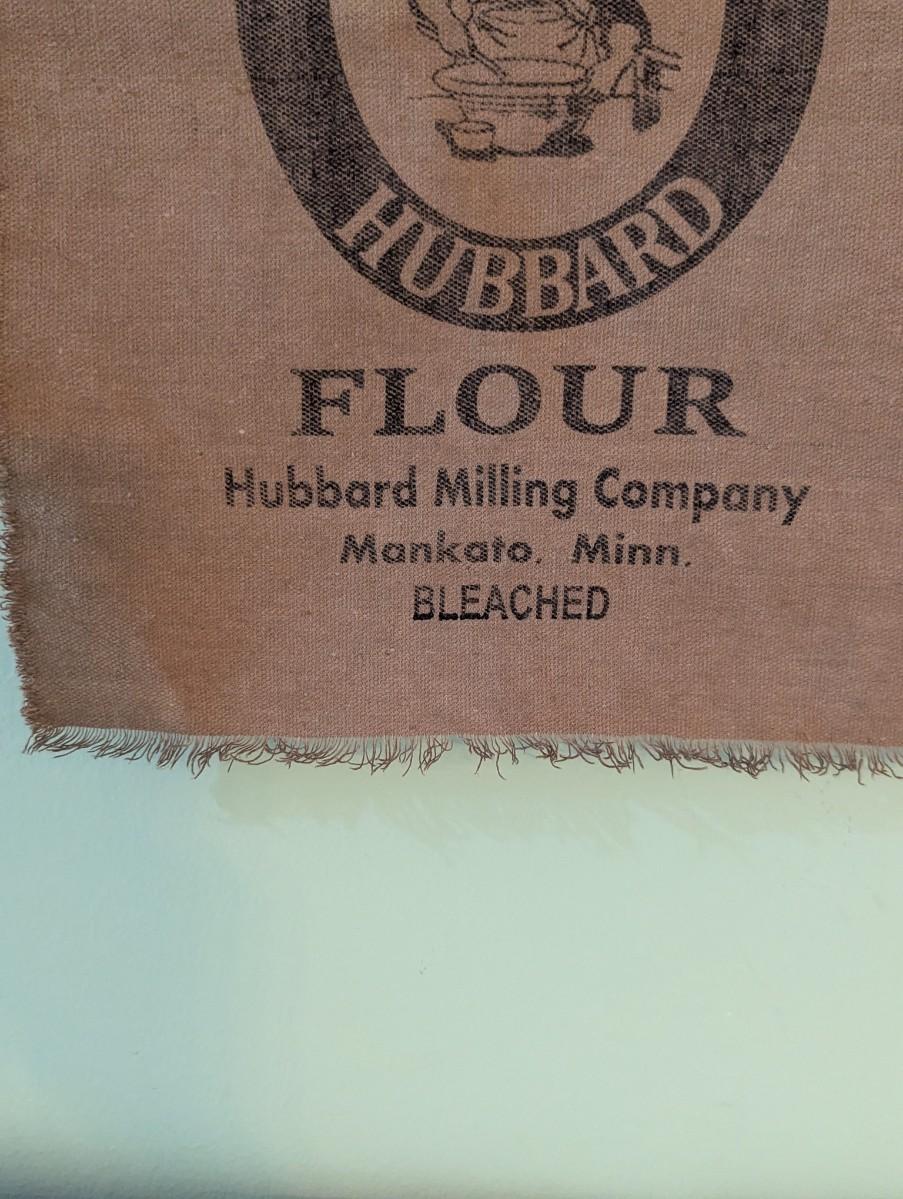 HUBBARD
FLOUR
Hubbard Milling Company
Mankato, Minn.
BLEACHED